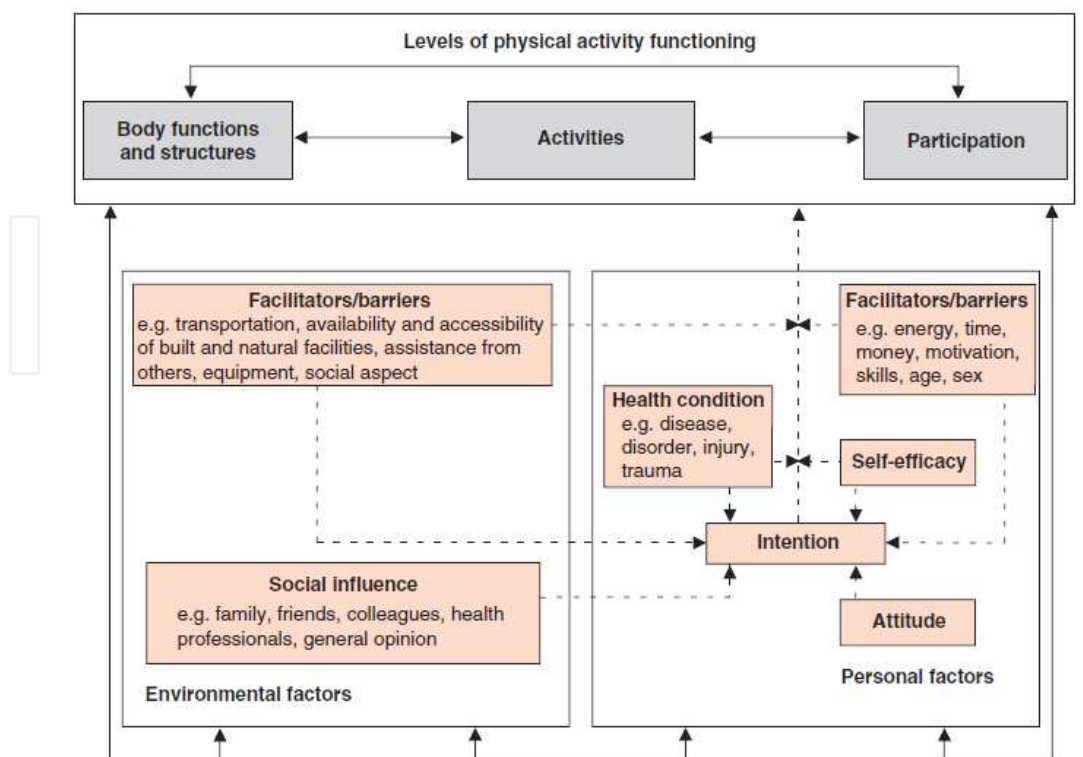 Levels of physical activity functioning
Body functions
and structures
Activities
Participation
Facilitators/barriers
e.g. transportation, availability and accessibility
of built and natural facilities, assistance from
others, equipment, social aspect
Facilitators/barriers
e.g. energy, time,
money, motivation,
skills, age, sex
Health condition
e.g. disease,
disorder, injury,
trauma
Self-efficacy
Intention
Social influence
e.g. family, friends, colleagues, health
professionals, general opinion
Attitude
Environmental factors
Personal factors